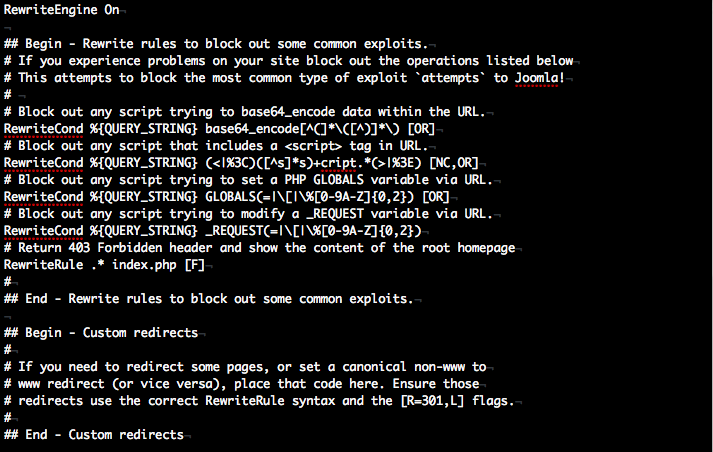 RewriteEngine On
## Begin - Rewrite rules to block out some common exploits.
# If you experience problems on your site block out the operations listed below
# This attempts to block the most common type of exploit `attempts` to Joomla!
#
# Block out any script trying to base64_encode data within the URL.
RewriteCond %{QUERY_STRING} base64_encode[^(]*\([^)]*\) [OR]
# Block out any script that includes a <script> tag in URL.
RewriteCond %{QUERY_STRING} (<|%3C)([^s]*s)+cript.*(>|%3E) [NC,OR]
# Block out any script trying to set a PHP GLOBALS variable via URL.
RewriteCond %{QUERY_STRING} GLOBALS(=|\[|\%[0-9A-Z]{0,2}) [OR]
# Block out any script trying to modify a _REQUEST variable via URL.
RewriteCond %{QUERY_STRING} _REQUEST(=|\[|\%[0-9A-Z]{0,2})
# Return 403 Forbidden header and show the content of the root homepage
RewriteRule .* index.php [F]
#
## End - Rewrite rules to block out some common exploits.
## Begin - Custom redirects
#
# If you need to redirect some pages, or set a canonical non-www to
# www redirect (or vice versa), place that code here. Ensure those
# redirects use the correct RewriteRule syntax and the [R=301,L] flags.
#
## End - Custom redirects